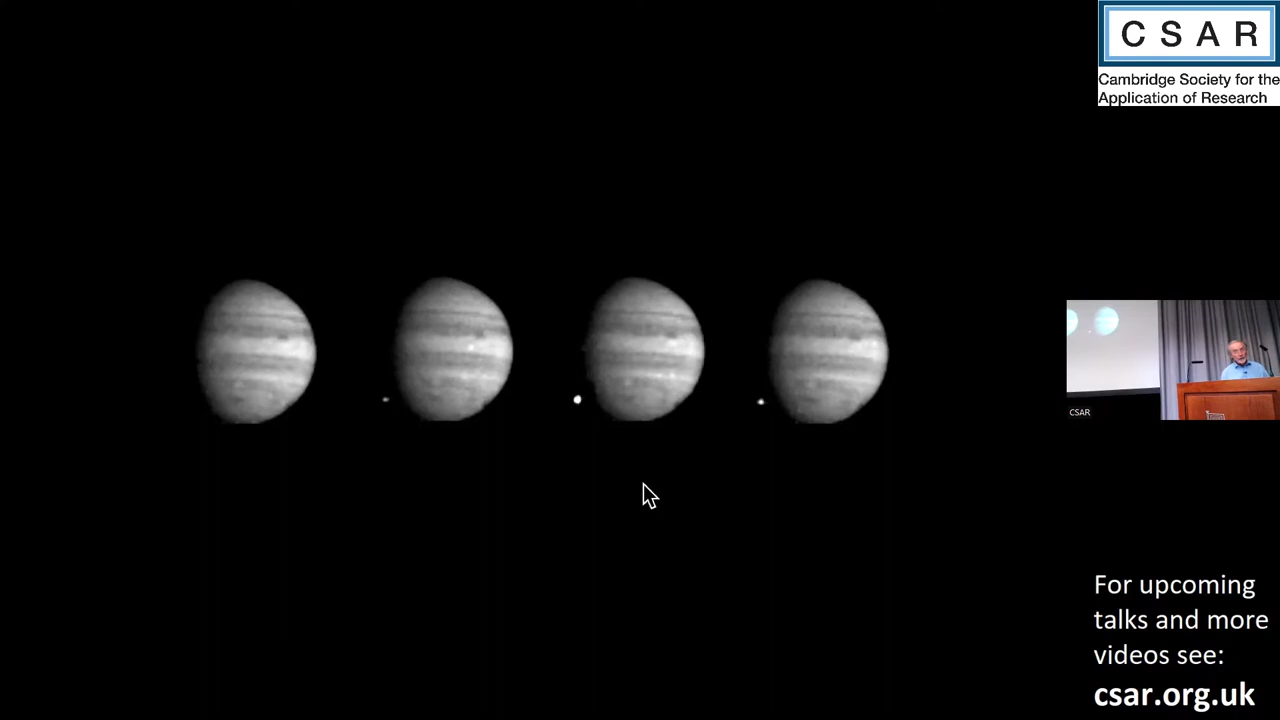 C S A R
Cambridge Society for the
Application of Research
CSAR
For upcoming
talks and more
videos see:
csar.org.uk